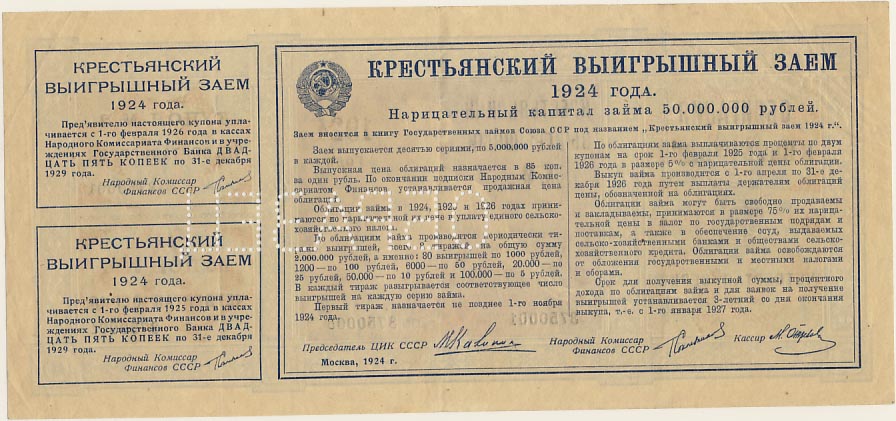 КРЕСТЬЯНСКИЙ
ВЫИГРЫШНЫЙ ЗАЕМ
1924 года.
Пред'явителю настоящего купона упла-
чивается с 1-го февраля 1926 года в кассах
Народного Комиссариата Финансов и в учре-
ждениях Государственного Банка ДВАД-
ЦАТЬ ПЯТЬ КОПЕЕК по 31-е декабря
1929 года.
Народный Комиссар
Финансов СССР
КРЕСТЬЯНСКИЙ
ВЫИГРЫШНЫЙ ЗАЕМ
1924 года.
Пред'явителю настоящего купона упла-
чивается с 1-го февраля 1925 года в кассах
Народного Комиссариата Финансов и в учре-
ждениях Государственного Банка ДВАД-
ЦАТЬ ПЯТЬ КОПЕЕК по 31-е декабря
1929 года.
Народный Комиссар
Финансов СССР
КРЕСТЬЯНСКИЙ ВЫИГРЫШНЫЙ ЗАЕМ
1924 года.
Нарицательный капитал займа 50.000.000 рублей.
Заем вносится в книгу Государственных займов Союза ССР под названием „Крестьянский выигрышный заем 1924 г.“.
Заем выпускается десятью сериями, по 5,000,000 рублей
в каждой.
Выпускная цена облигаций назначается в 85 коп.
за один рубль. По окончании подписки Народным Комис-
сариатом Финансов устанавливается продажная цена
облигаций.
Облигации займа в 1924, 1925 и 1926 годах прини-
маются по нарицательной их цене в уплату единого сельско-
хозяйственного налога.
По облигациям займа производятся периодически ти-
ражи выигрышей, всего 6 тиражей на общую сумму
2.000.000 рублей, а именно: 80 выигрышей по 1000 рублей,
1200 — по 100 рублей, 6000 — по 50 рублей, 20.000 — по
25 рублей, 50.000 — по 10 рублей и 100.000 — по 5 рублей.
В каждый тираж разыгрывается соответствующее число
выигрышей на каждую серию займа.
Первый тираж назначается не позднее 1-го ноября
1924 года.
По облигациям займа выплачиваются проценты по двум
купонам на срок 1-го февраля 1925 года и 1-го февраля
1926 года в размере 5% с нарицательной цены облигации.
Выкуп займа производится с 1-го апреля по 31-е де-
кабря 1926 года путем выплаты держателям облигаций
цены, обозначенной на облигациях.
Облигации займа могут быть свободно продаваемы
и закладываемы, принимаются в размере 75% их нарица-
тельной цены в залог по государственным подрядам и
поставкам, а также в обеспечение ссуд, выдаваемых
сельско-хозяйственными банками и обществами сельско-
хозяйственного кредита. Облигации займа освобождаются
от обложения государственными и местными налогами
и сборами.
Срок для получения выкупной суммы, процентного
дохода по облигациям займа и для заявок на получение
выигрышей устанавливается 3-летний со дня окончания
выкупа, т.-е. с 1-го января 1927 года.
Председатель ЦИК СССР
Народный Комиссар
Финансов СССР
Кассир
Москва, 1924 г.